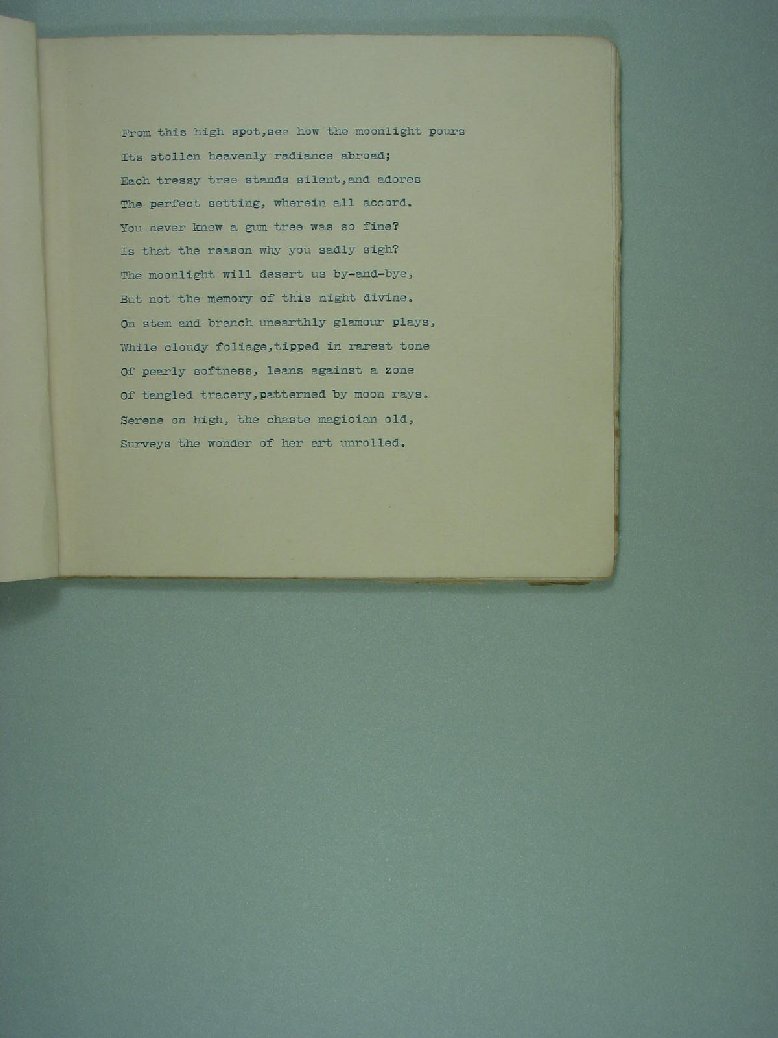 From this high spot,see how the moonlight pours
Its stollen heavenly radiance abroad;
Each tressy tree stands silent,and adores
The perfect setting, wherein all accord.
You never knew a gum tree was so fine?
Is that the reason why you sadly sigh?
The moonlight will desert us by-and-bye,
But not the memory of this night divine.
On stem and branch unearthly glamour plays,
While cloudy foliage,tipped in rarest tone
Of pearly softness, leans against a zone
Of tangled tracery,patterned by moon rays.
Serene on high, the chaste magician old,
Surveys the wonder of her art unrolled.